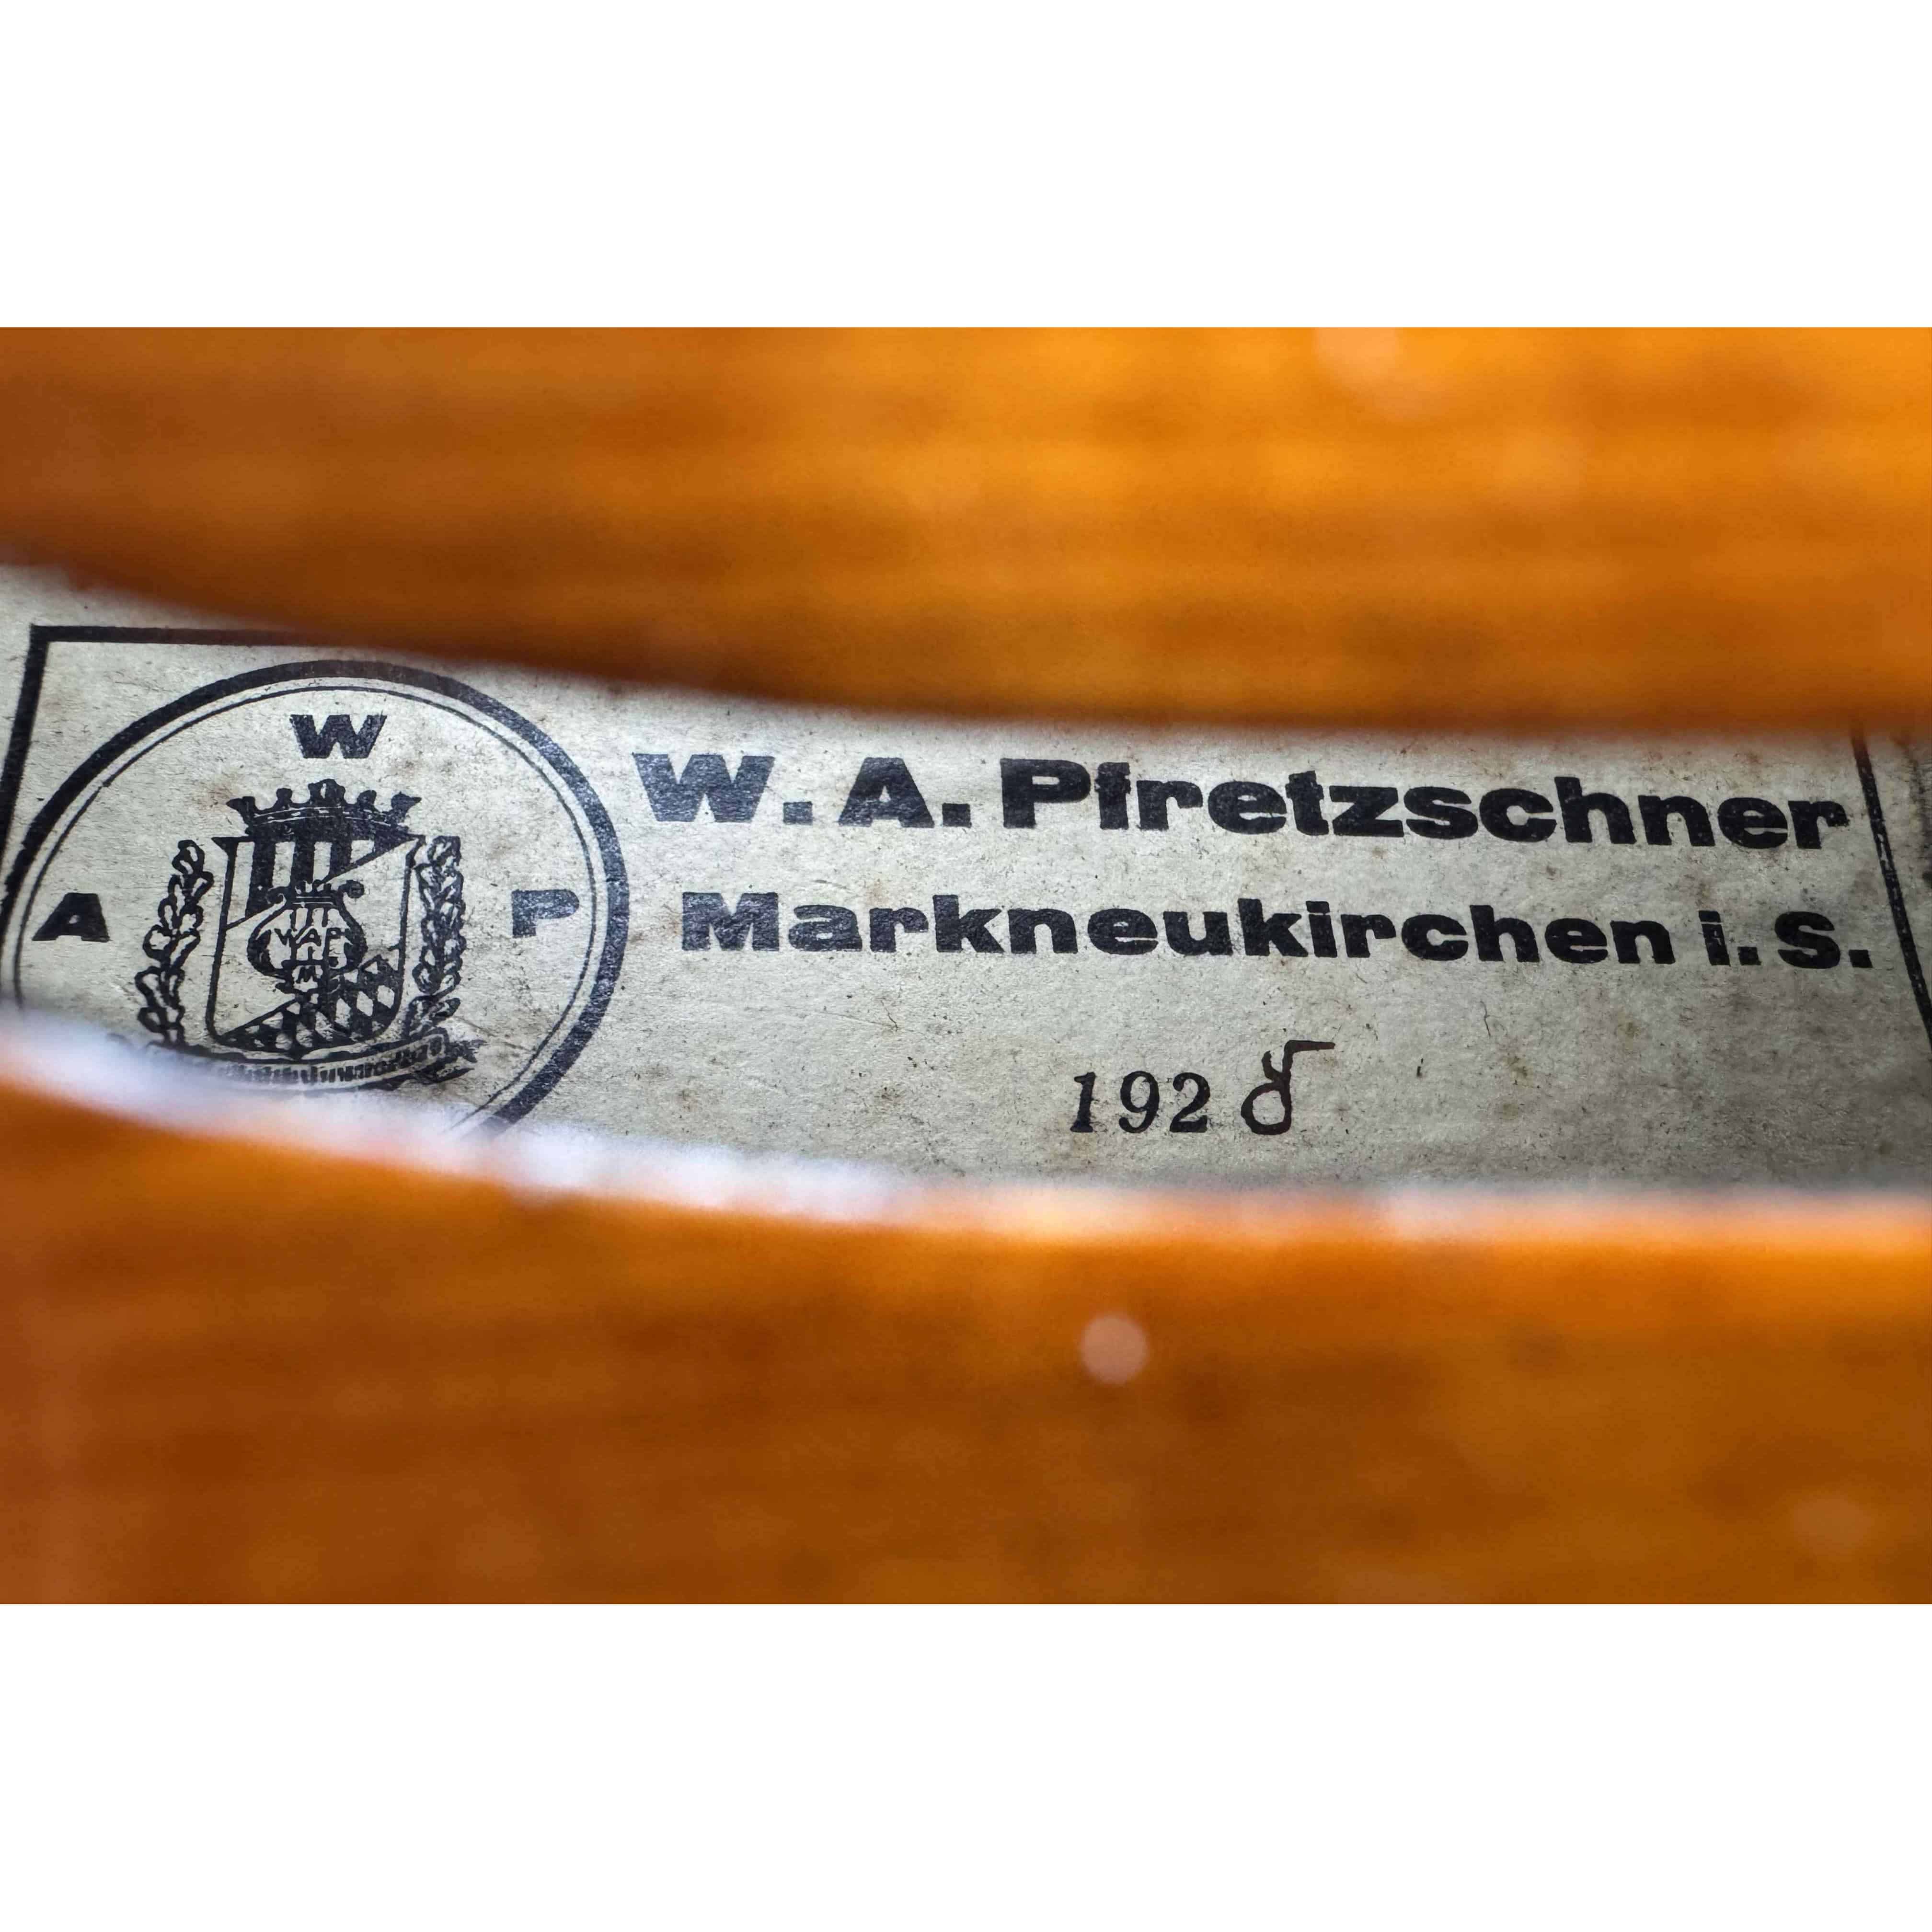 W
A P
W. A. Pfretzschner
Markneukirchen i. S.
1928